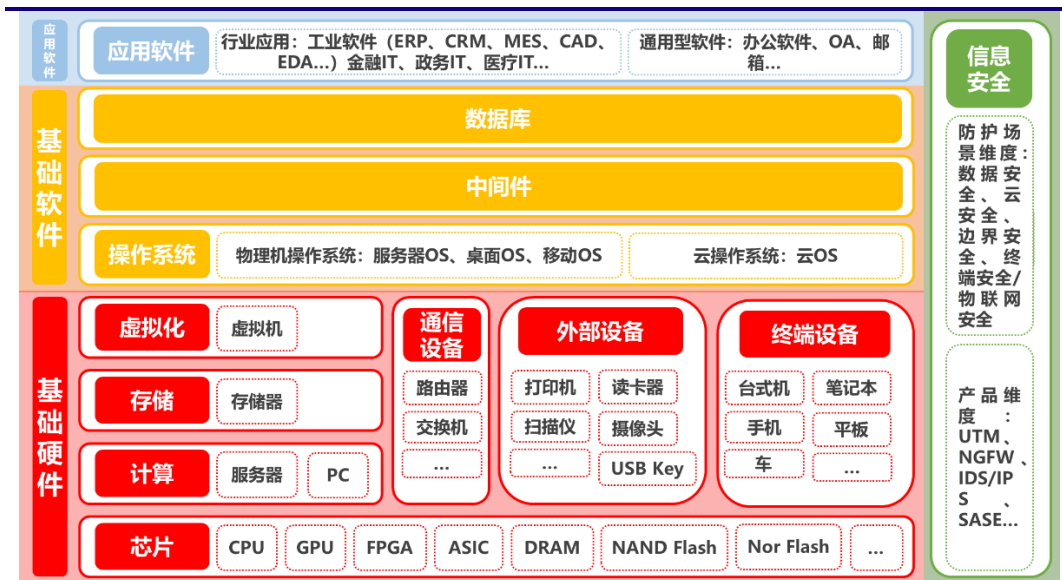 应用软件
应用软件
行业应用：工业软件（ERP、CRM、MES、CAD、
EDA...）金融IT、政务IT、医疗IT...
通用型软件：办公软件、OA、邮
箱...
基础软件
数据库
中间件
操作系统
物理机操作系统：服务器OS、桌面OS、移动OS
云操作系统：云OS
基础硬件
虚拟化
虚拟机
存储
存储器
计算
服务器
PC
通信
设备
路由器
交换机
...
外部设备
打印机
读卡器
扫描仪
摄像头
...
USB Key
终端设备
台式机
笔记本
手机
平板
车
...
芯片
CPU
GPU
FPGA
ASIC
DRAM
NAND Flash
Nor Flash
...
信息
安全
防护场
景维度：
数据安
全、云
安全、
边界安
全、终
端安全/
物联网
安全
产品维
度：
UTM、
NGFW、
IDS/IP
S、
SASE...